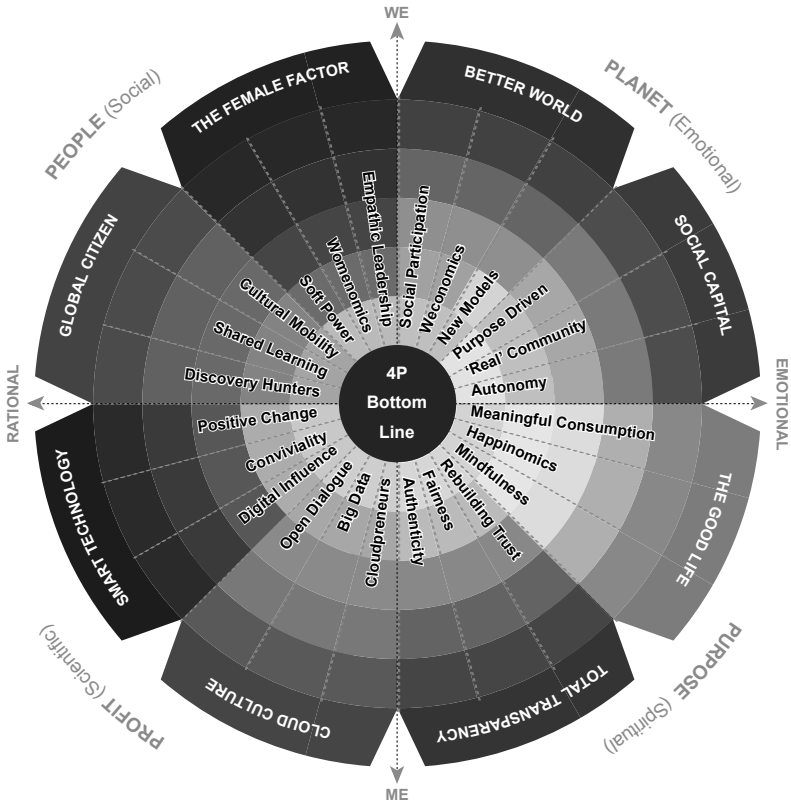 WE
PEOPLE (Social)
PLANET (Emotional)
THE FEMALE FACTOR
BETTER WORLD
GLOBAL CITIZEN
SOCIAL CAPITAL
RATIONAL
EMOTIONAL
SMART TECHNOLOGY
THE GOOD LIFE
CLOUD CULTURE
TOTAL TRANSPARENCY
PROFIT (Scientific)
PURPOSE (Spiritual)
ME
4P
Bottom
Line
Social Participation
Weconomics
New Models
Purpose Driven
‘Real’ Community
Autonomy
Meaningful Consumption
Happinomics
Mindfulness
Rebuilding Trust
Fairness
Authenticity
Cloudpreneurs
Big Data
Open Dialogue
Digital Influence
Conviviality
Positive Change
Discovery Hunters
Shared Learning
Cultural Mobility
Soft Power
Womenomics
Empathic Leadership